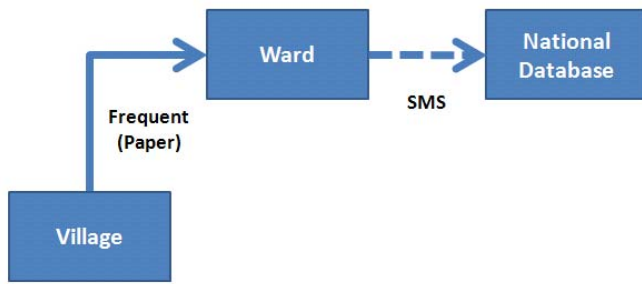 Ward
National
Database
SMS
Frequent
(Paper)
Village